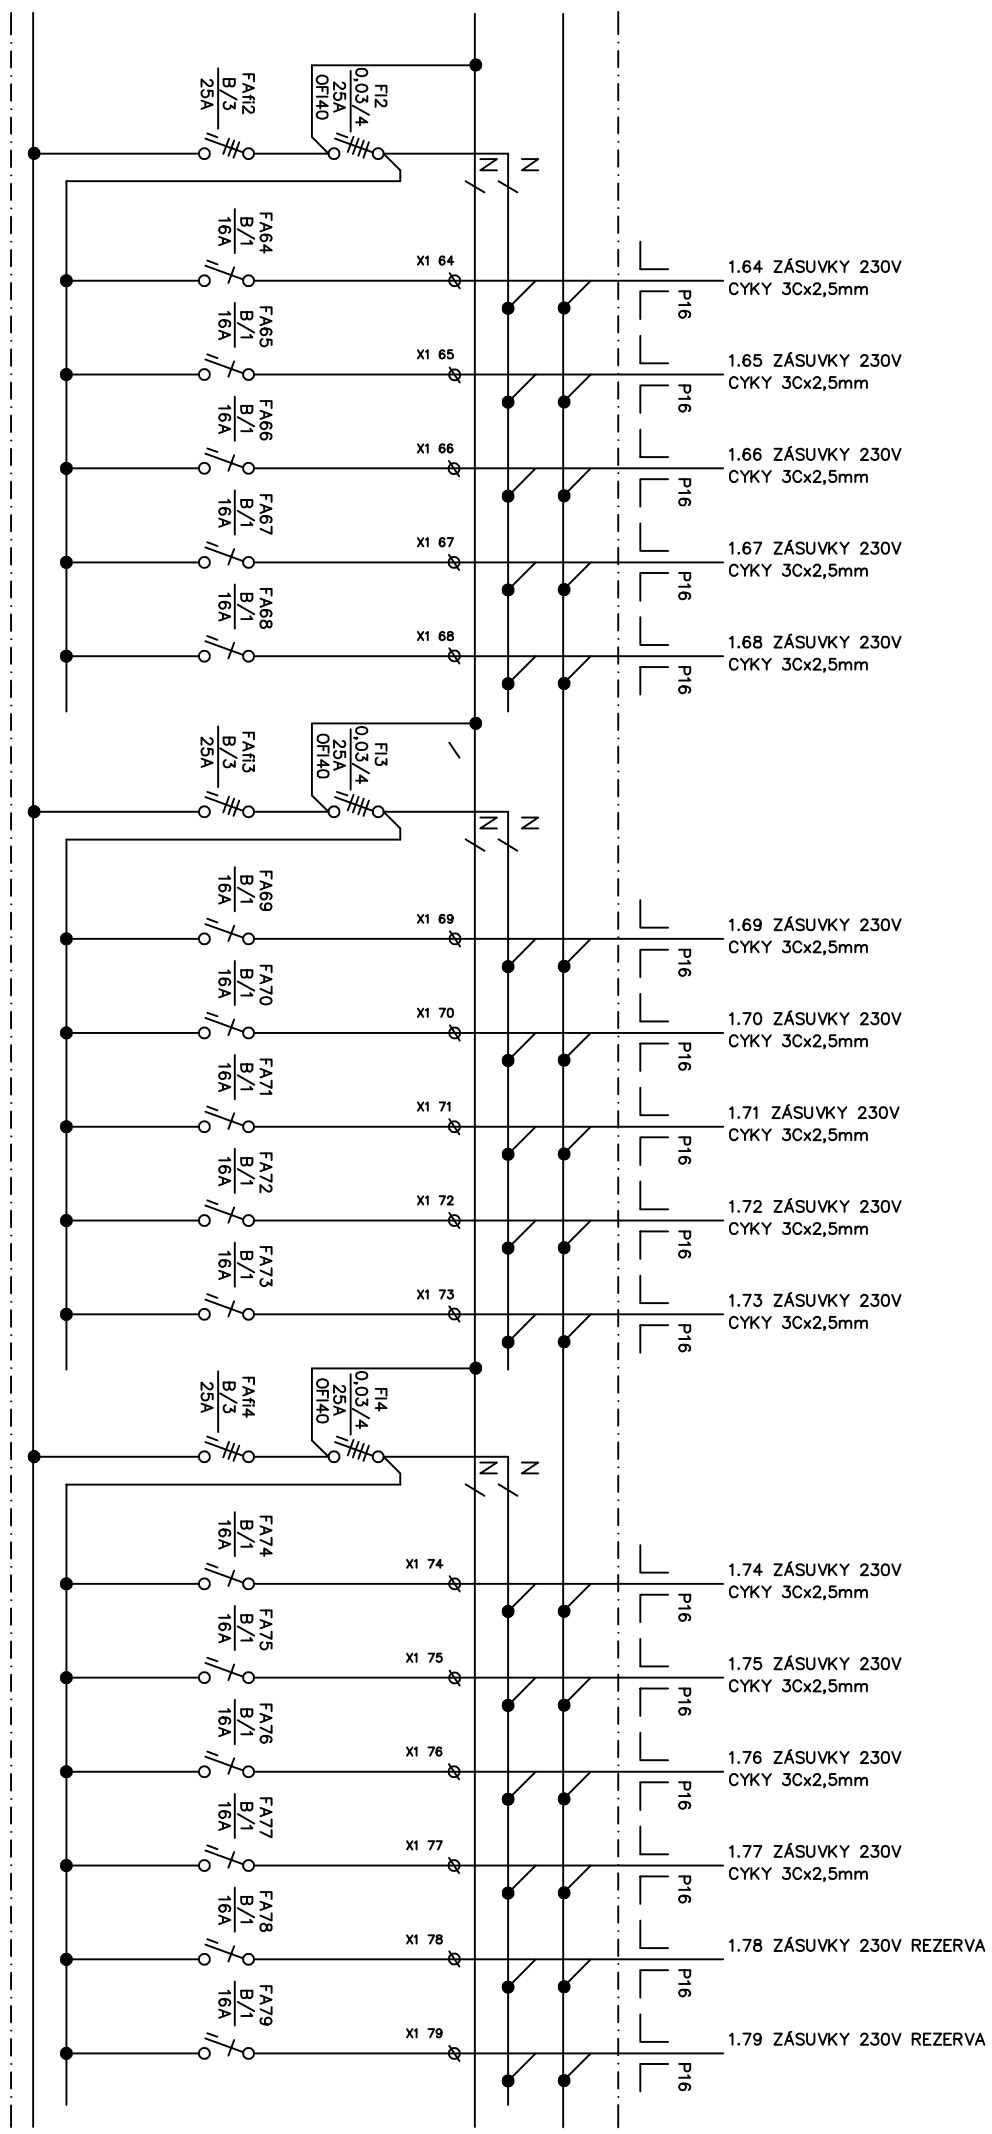 FAfi2
B/3
25A
FI2
0,03/4
25A
OFI40
N
N
FA64
B/1
16A
X1 64
P16
1.64 ZÁSUVKY 230V
CYKY 3Cx2,5mm
FA65
B/1
16A
X1 65
P16
1.65 ZÁSUVKY 230V
CYKY 3Cx2,5mm
FA66
B/1
16A
X1 66
P16
1.66 ZÁSUVKY 230V
CYKY 3Cx2,5mm
FA67
B/1
16A
X1 67
P16
1.67 ZÁSUVKY 230V
CYKY 3Cx2,5mm
FA68
B/1
16A
X1 68
P16
1.68 ZÁSUVKY 230V
CYKY 3Cx2,5mm
FAfi3
B/3
25A
FI3
0,03/4
25A
OFI40
N
N
FA69
B/1
16A
X1 69
P16
1.69 ZÁSUVKY 230V
CYKY 3Cx2,5mm
FA70
B/1
16A
X1 70
P16
1.70 ZÁSUVKY 230V
CYKY 3Cx2,5mm
FA71
B/1
16A
X1 71
P16
1.71 ZÁSUVKY 230V
CYKY 3Cx2,5mm
FA72
B/1
16A
X1 72
P16
1.72 ZÁSUVKY 230V
CYKY 3Cx2,5mm
FA73
B/1
16A
X1 73
P16
1.73 ZÁSUVKY 230V
CYKY 3Cx2,5mm
FAfi4
B/3
25A
FI4
0,03/4
25A
OFI40
N
N
FA74
B/1
16A
X1 74
P16
1.74 ZÁSUVKY 230V
CYKY 3Cx2,5mm
FA75
B/1
16A
X1 75
P16
1.75 ZÁSUVKY 230V
CYKY 3Cx2,5mm
FA76
B/1
16A
X1 76
P16
1.76 ZÁSUVKY 230V
CYKY 3Cx2,5mm
FA77
B/1
16A
X1 77
P16
1.77 ZÁSUVKY 230V
CYKY 3Cx2,5mm
FA78
B/1
16A
X1 78
P16
1.78 ZÁSUVKY 230V REZERVA
FA79
B/1
16A
X1 79
P16
1.79 ZÁSUVKY 230V REZERVA